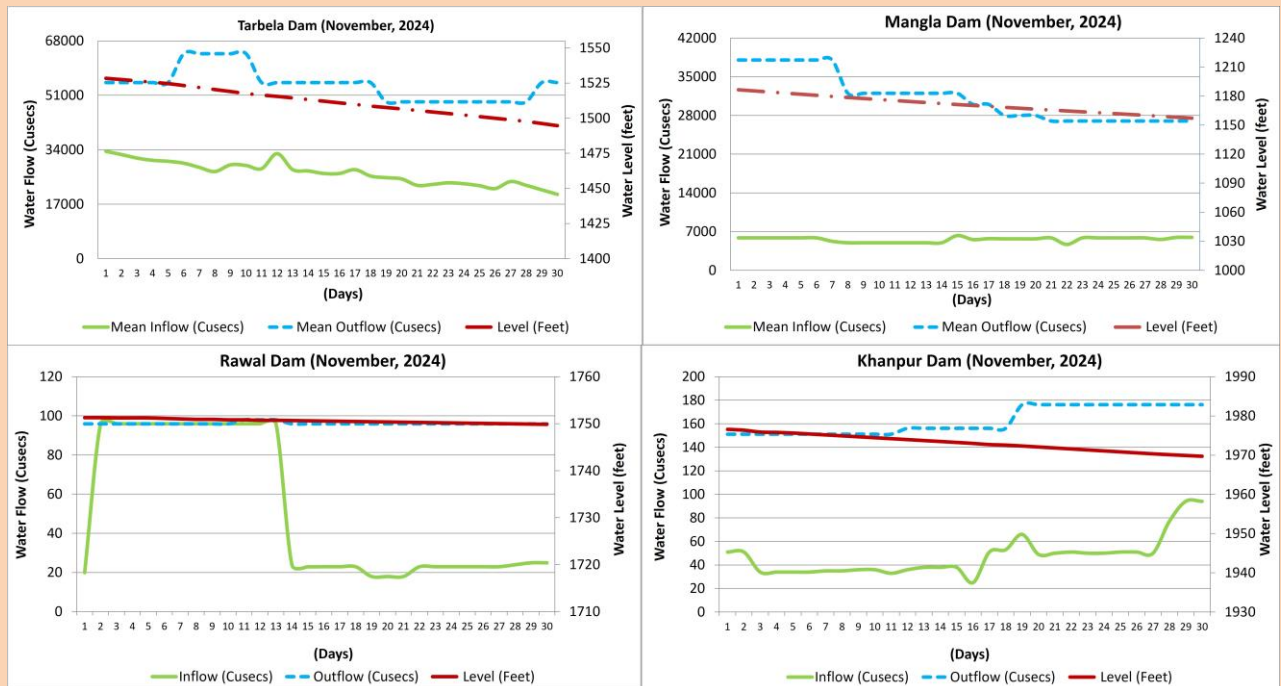 Tarbela Dam (November, 2024)
68000
51000
34000
17000
0
Water Flow (Cusecs)
1550
1525
1500
1475
1450
1425
1400
Water Level (feet)
1 2 3 4 5 6 7 8 9 10 11 12 13 14 15 16 17 18 19 20 21 22 23 24 25 26 27 28 29 30
(Days)
Mean Inflow (Cusecs) Mean Outflow (Cusecs) Level (Feet)
Mangla Dam (November, 2024)
42000
35000
28000
21000
14000
7000
0
Water Flow (Cusecs)
1240
1210
1180
1150
1120
1090
1060
1030
1000
Water Level (feet)
1 2 3 4 5 6 7 8 9 10 11 12 13 14 15 16 17 18 19 20 21 22 23 24 25 26 27 28 29 30
(Days)
Mean Inflow (Cusecs) Mean Outflow (Cusecs) Level (Feet)
Rawal Dam (November, 2024)
120
100
80
60
40
20
0
Water Flow (Cusecs)
1760
1750
1740
1730
1720
1710
Water Level (feet)
1 2 3 4 5 6 7 8 9 10 11 12 13 14 15 16 17 18 19 20 21 22 23 24 25 26 27 28 29 30
(Days)
Inflow (Cusecs) Outflow (Cusecs) Level (Feet)
Khanpur Dam (November, 2024)
200
180
160
140
120
100
80
60
40
20
0
Water Flow (Cusecs)
1990
1980
1970
1960
1950
1940
1930
Water Level (feet)
1 2 3 4 5 6 7 8 9 10 11 12 13 14 15 16 17 18 19 20 21 22 23 24 25 26 27 28 29 30
(Days)
Inflow (Cusecs) Outflow (Cusecs) Level (Feet)